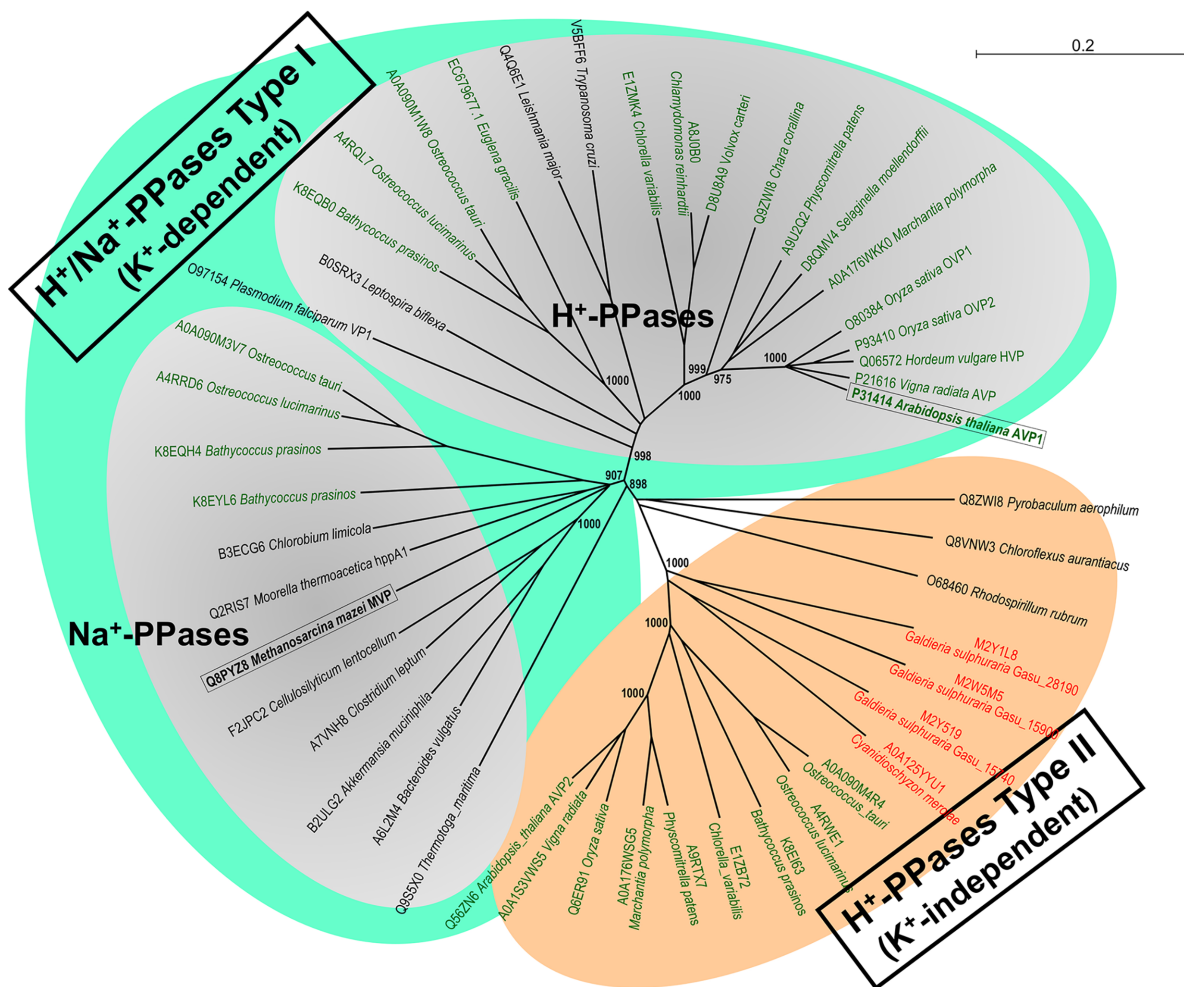 0.2
H⁺/Na⁺-PPases Type I
(K⁺-dependent)
V5BFF6 Trypanosoma cruzi
Q4Q6E1 Leishmania major
EC679677.1 Euglena gracilis
A0A090M1W8 Ostreococcus tauri
A4RQL7 Ostreococcus lucimarinus
K8EQB0 Bathycoccus prasinos
B0SRX3 Leptospira biflexa
O97154 Plasmodium falciparum VP1
E1ZMK4 Chlorella variabilis
A8J0B0
Chlamydomonas reinhardtii
D8U8A9 Volvox carteri
Q9ZWI8 Chara corallina
A9U2Q2 Physcomitrella patens
D8QMV4 Selaginella moellendorffii
A0A176WKK0 Marchantia polymorpha
O80384 Oryza sativa OVP1
P93410 Oryza sativa OVP2
Q06572 Hordeum vulgare HVP
P21616 Vigna radiata AVP
P31414 Arabidopsis thaliana AVP1
H⁺-PPases
1000
999
975
1000
1000
998
907
898
1000
1000
1000
1000
A0A090M3V7 Ostreococcus tauri
A4RRD6 Ostreococcus lucimarinus
K8EQH4 Bathycoccus prasinos
K8EYL6 Bathycoccus prasinos
B3ECG6 Chlorobium limicola
Q2RIS7 Moorella thermoacetica hppA1
Q8PYZ8 Methanosarcina mazei MVP
Na⁺-PPases
F2JPC2 Cellulosilyticum lentocellum
A7VNH8 Clostridium leptum
B2ULG2 Akkermansia muciniphila
A6L2M4 Bacteroides vulgatus
Q9S5X0 Thermotoga_maritima
Q8ZWI8 Pyrobaculum aerophilum
Q8VNW3 Chloroflexus aurantiacus
O68460 Rhodospirillum rubrum
M2Y1L8
Galdieria sulphuraria Gasu_28190
M2W5M5
Galdieria sulphuraria Gasu_15900
M2Y519
Galdieria sulphuraria Gasu_15740
A0A125YYU1
Cyanidioschyzon merolae
A0A090M4R4
Ostreococcus_tauri
A4RWE1
Ostreococcus lucimarinus
K8EI63
Bathycoccus prasinos
E1ZB72
Chlorella_variabilis
A9RTX7
Physcomitrella patens
A0A176WSG5
Marchantia polymorpha
Q6ER91 Oryza sativa
A0A1S3VWS5 Vigna radiata
Q56ZN6 Arabidopsis_thaliana AVP2
H⁺-PPases Type II
(K⁺-independent)